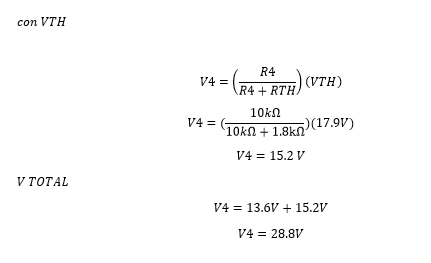 con VTH
V4 = (R4 / (R4 + RTH)) (VTH)
V4 = (10kΩ / (10kΩ + 1.8kΩ))(17.9V)
V4 = 15.2 V
V TOTAL
V4 = 13.6V + 15.2V
V4 = 28.8V